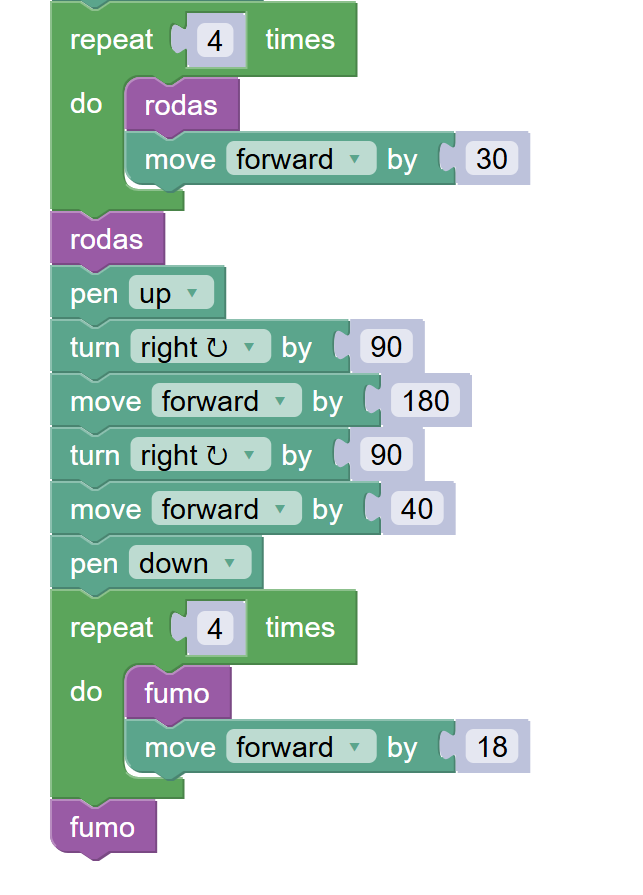 repeat 4 times
do rodas
move forward ▾ by 30
rodas
pen up ▾
turn right ↻ ▾ by 90
move forward ▾ by 180
turn right ↻ ▾ by 90
move forward ▾ by 40
pen down ▾
repeat 4 times
do fumo
move forward ▾ by 18
fumo